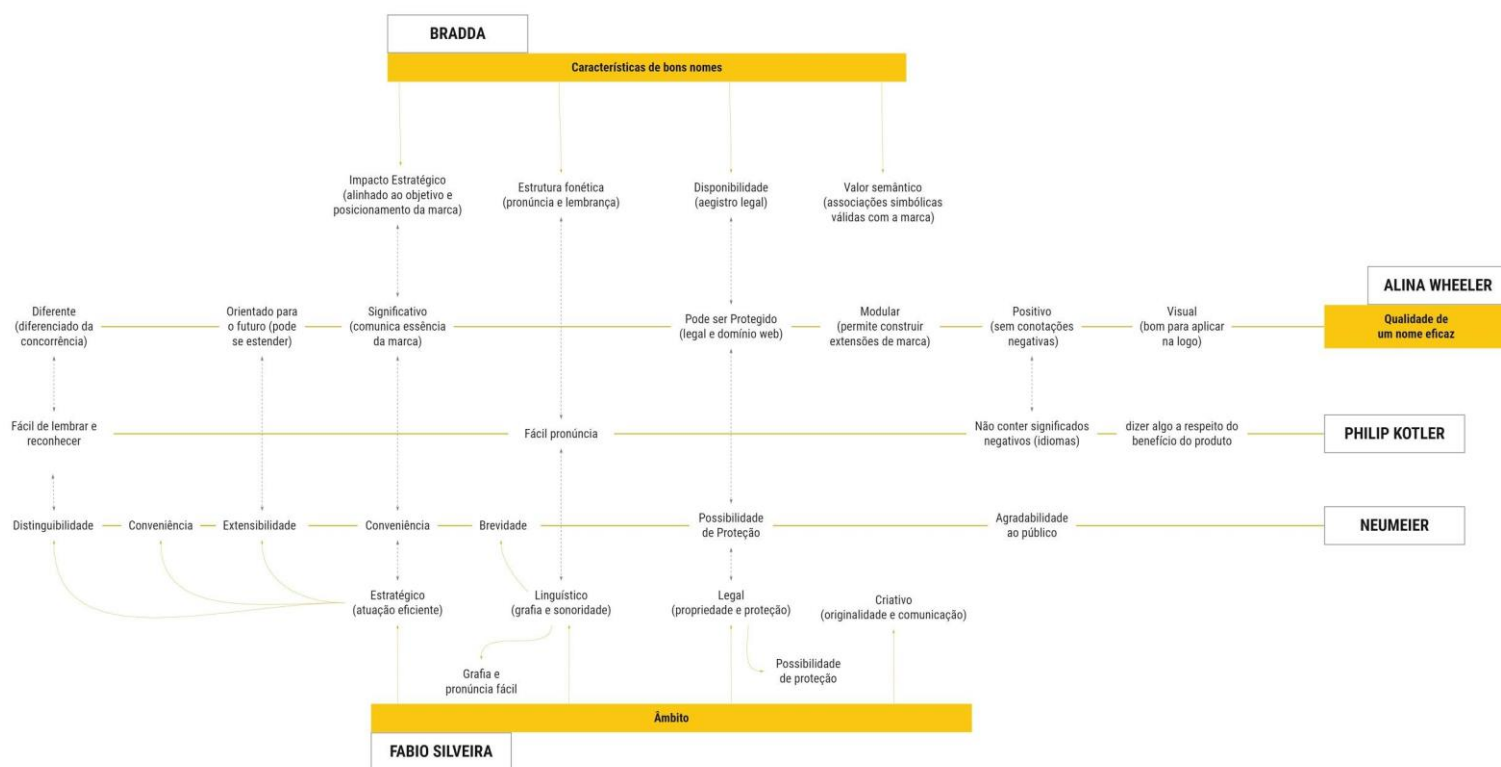 BRADDA
Características de bons nomes
Impacto Estratégico
(alinhado ao objetivo e
posicionamento da marca)
Estrutura fonética
(pronúncia e lembrança)
Disponibilidade
(aegistro legal)
Valor semântico
(associações simbólicas
válidas com a marca)
ALINA WHEELER
Qualidade de
um nome eficaz
Diferente
(diferenciado da
concorrência)
Orientado para
o futuro (pode
se estender)
Significativo
(comunica essência
da marca)
Pode ser Protegido
(legal e domínio web)
Modular
(permite construir
extensões de marca)
Positivo
(sem conotações
negativas)
Visual
(bom para aplicar
na logo)
Fácil de lembrar e
reconhecer
Fácil pronúncia
Não conter significados
negativos (idiomas)
dizer algo a respeito do
benefício do produto
PHILIP KOTLER
Distinguibilidade
Conveniência
Extensibilidade
Conveniência
Brevidade
Possibilidade
de Proteção
Agradabilidade
ao público
NEUMEIER
Estratégico
(atuação eficiente)
Linguístico
(grafia e sonoridade)
Legal
(propriedade e proteção)
Criativo
(originalidade e comunicação)
Grafia e
pronúncia fácil
Possibilidade
de proteção
Âmbito
FABIO SILVEIRA